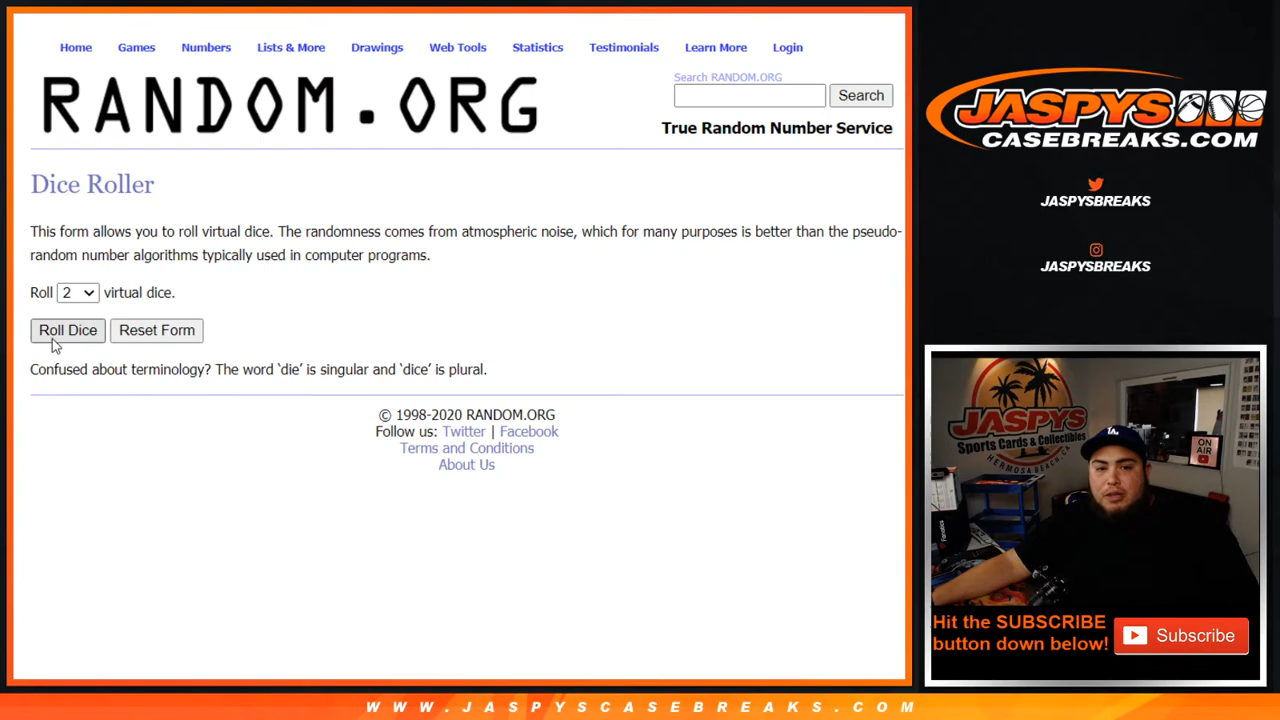 Home Games Numbers Lists & More Drawings Web Tools Statistics Testimonials Learn More Login
RANDOM.ORG
Search RANDOM.ORG
Search
True Random Number Service
Dice Roller
This form allows you to roll virtual dice. The randomness comes from atmospheric noise, which for many purposes is better than the pseudo-
random number algorithms typically used in computer programs.
Roll 2 virtual dice.
Roll Dice Reset Form
Confused about terminology? The word ‘die’ is singular and ‘dice’ is plural.
© 1998-2020 RANDOM.ORG
Follow us: Twitter | Facebook
Terms and Conditions
About Us
JASPYS
CASEBREAKS.COM
JASPYSBREAKS
JASPYSBREAKS
JASPYS
Sports Cards & Collectibles
HERMOSA BEACH, CA
ON
AIR
LA
Fanatics
Hit the SUBSCRIBE
button down below!
Subscribe
WWW.JASPYSCASEBREAKS.COM